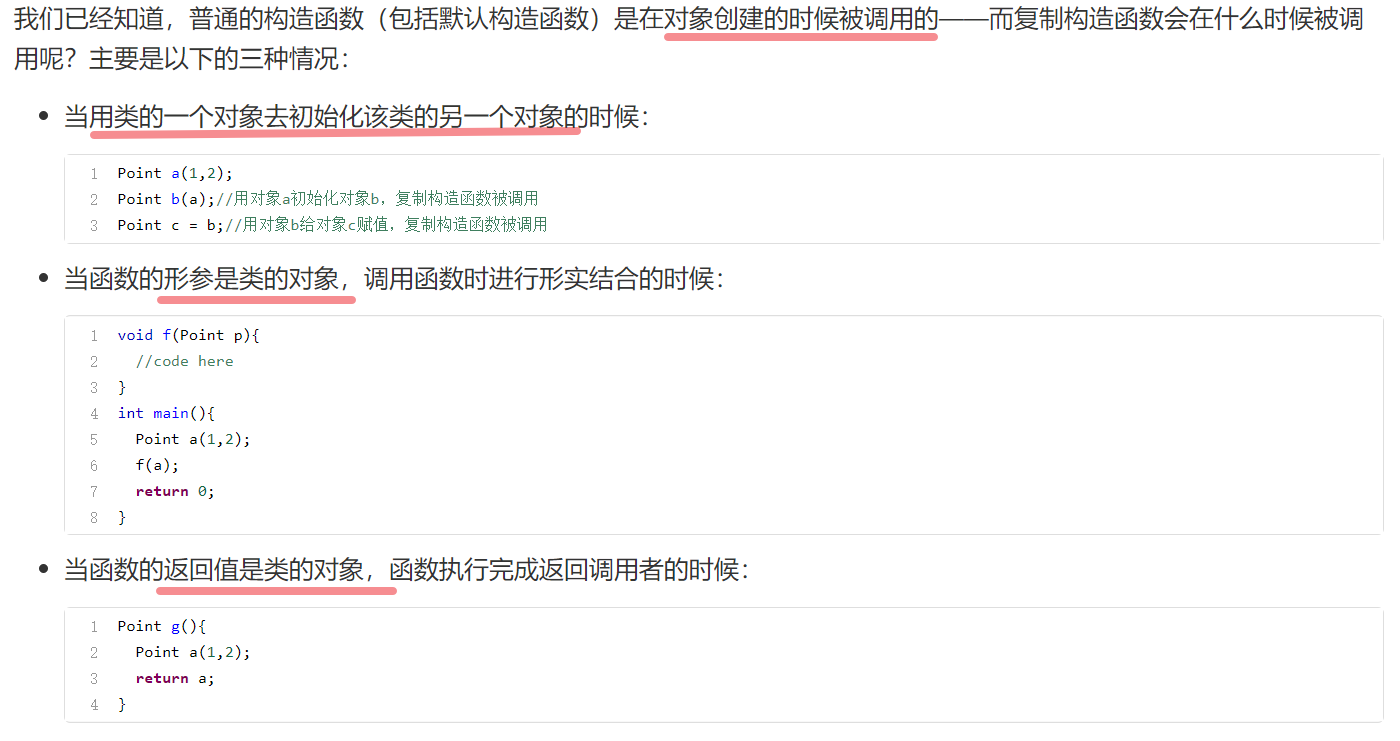 我们已经知道，普通的构造函数（包括默认构造函数）是在对象创建的时候被调用的——而复制构造函数会在什么时候被调
用呢？主要是以下的三种情况：
当用类的一个对象去初始化该类的另一个对象的时候：
1 Point a(1,2);
2 Point b(a);//用对象a初始化对象b，复制构造函数被调用
3 Point c = b;//用对象b给对象c赋值，复制构造函数被调用
当函数的形参是类的对象，调用函数时进行形实结合的时候：
1 void f(Point p){
2 //code here
3 }
4 int main(){
5 Point a(1,2);
6 f(a);
7 return 0;
8 }
当函数的返回值是类的对象，函数执行完成返回调用者的时候：
1 Point g(){
2 Point a(1,2);
3 return a;
4 }